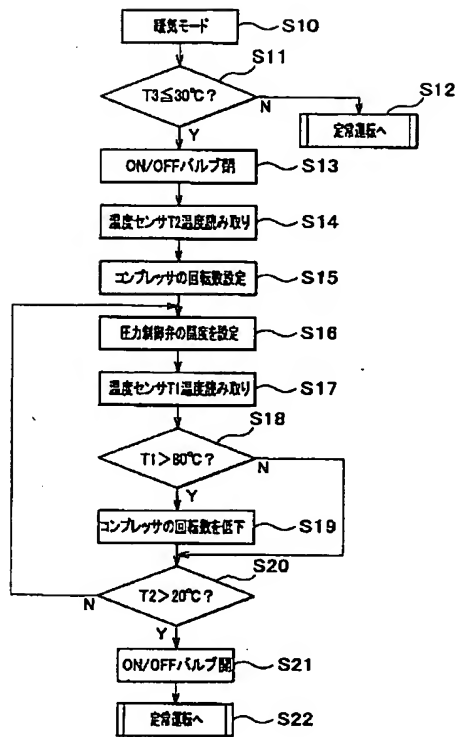 暖気モード
S10
S11
T3≦30℃?
N
S12
定常運転へ
Y
ON/OFFバルブ閉
S13
温度センサT2温度読み取り
S14
コンプレッサの回転数設定
S15
圧力制御弁の開度を設定
S16
温度センサT1温度読み取り
S17
S18
T1>80℃?
N
Y
コンプレッサの回転数を低下
S19
S20
T2>20℃?
N
Y
ON/OFFバルブ開
S21
定常運転へ
S22